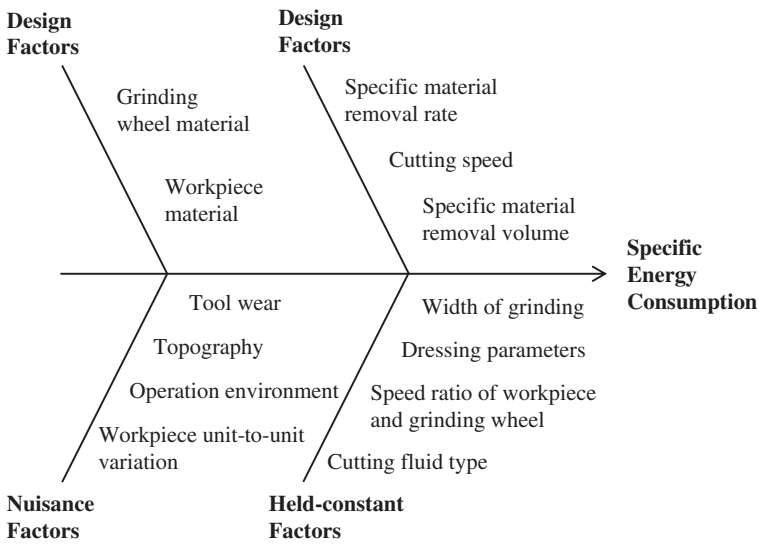 Design
Factors
Design
Factors
Grinding
wheel material
Workpiece
material
Specific material
removal rate
Cutting speed
Specific material
removal volume
Specific
Energy
Consumption
Tool wear
Topography
Operation environment
Workpiece unit-to-unit
variation
Width of grinding
Dressing parameters
Speed ratio of workpiece
and grinding wheel
Cutting fluid type
Nuisance
Factors
Held-constant
Factors